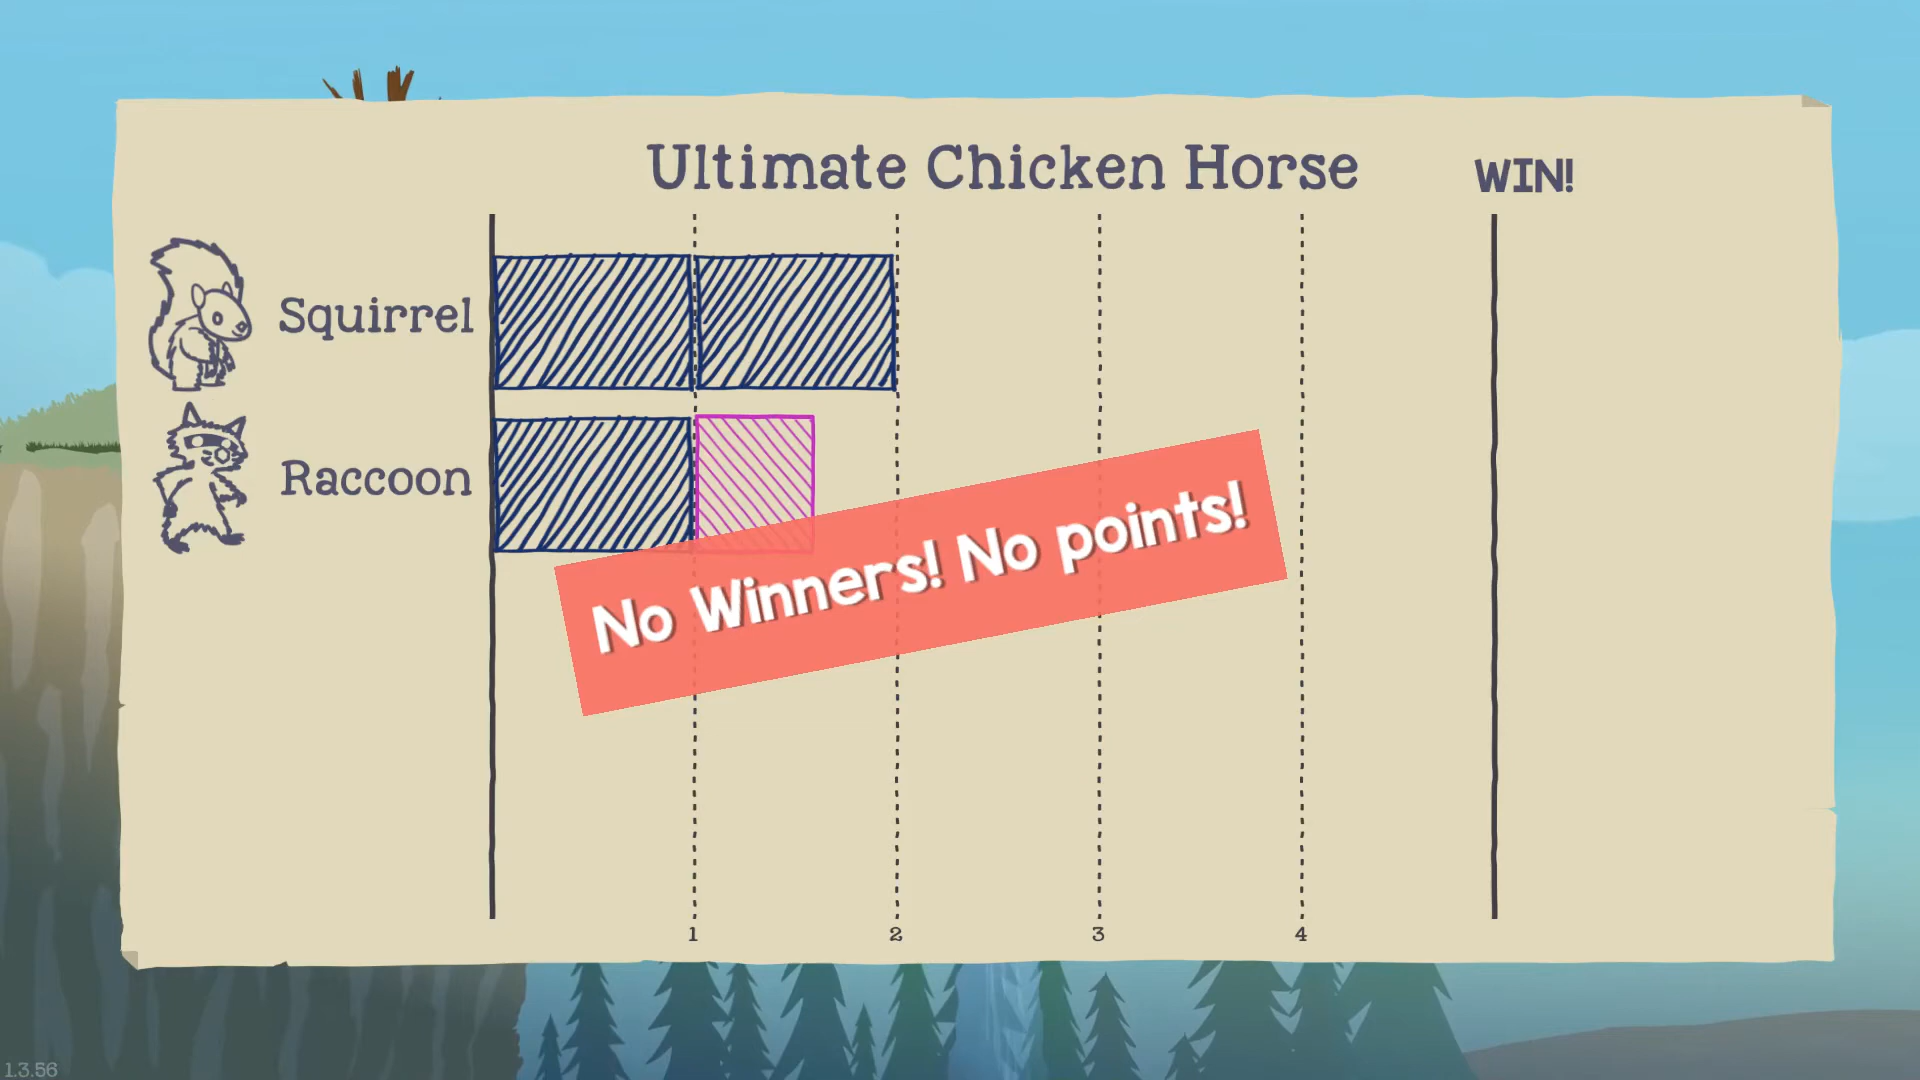 Ultimate Chicken Horse
WIN!
Squirrel
Raccoon
No Winners! No points!
1 2 3 4
1.3.56